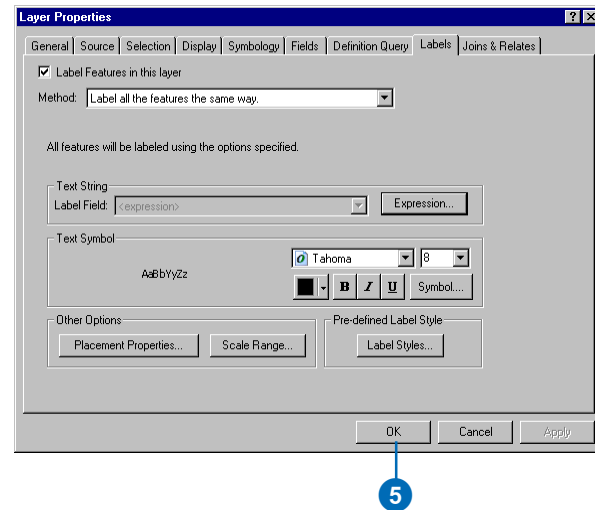 Layer Properties
General Source Selection Display Symbology Fields Definition Query Labels Joins & Relates
Label Features in this layer
Method: Label all the features the same way.
All features will be labeled using the options specified.
Text String
Label Field: <expression> Expression...
Text Symbol
AaBbYyZz
Tahoma 8
B I U Symbol....
Other Options Pre-defined Label Style
Placement Properties... Scale Range... Label Styles...
OK Cancel Apply
5